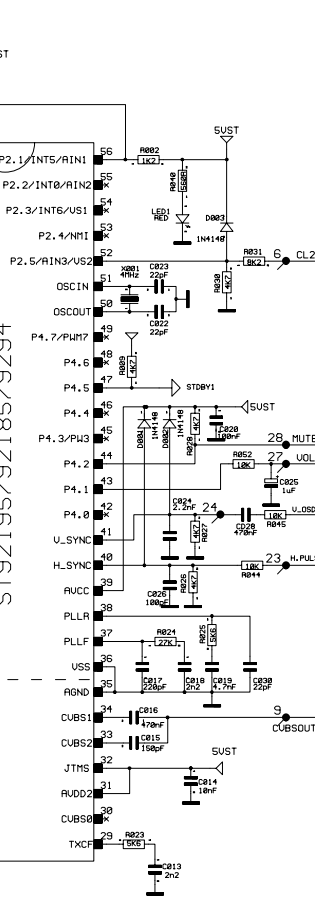 ST
5VST
56
R002
P2.1/INT5/AIN1
1K2
55
P2.2/INT0/AIN2
R040
560R
54
P2.3/INT6/VS1
LED1
RED
D003
1N4148
53
P2.4/NMI
52
P2.5/AIN3/VS2
R031
8K2
6
CL2
51
OSCIN
X001
4MHz
C023
22pF
R030
4K7
50
OSCOUT
C022
22pF
49
P4.7/PWM7
48
P4.6
R009
4K7
47
P4.5
STDBY1
46
P4.4
5VST
45
P4.3/PW3
D001
1N4148
D002
1N4148
R028
4K7
C020
100nF
28
MUTE
44
P4.2
R052
10K
27
VOL
43
P4.1
C025
1uF
42
P4.0
C024
2.2nF
24
CD28
470nF
R045
10K
V_OSD
41
V_SYNC
R027
4K7
40
H_SYNC
R044
10K
23
H.PUL
39
AVCC
C026
100pF
R026
4K7
38
PLLR
37
PLLF
R024
27K
R025
5K6
36
VSS
C017
220pF
C018
2n2
C019
4.7nF
C030
22pF
35
AGND
34
CVBS1
C016
470nF
9
CVBSOUT
33
CVBS2
C015
150pF
32
JTMS
5VST
31
AVDD2
C014
10nF
30
CVBS0
29
TXCF
R023
5K6
C013
2n2
ST92195/92185/9294